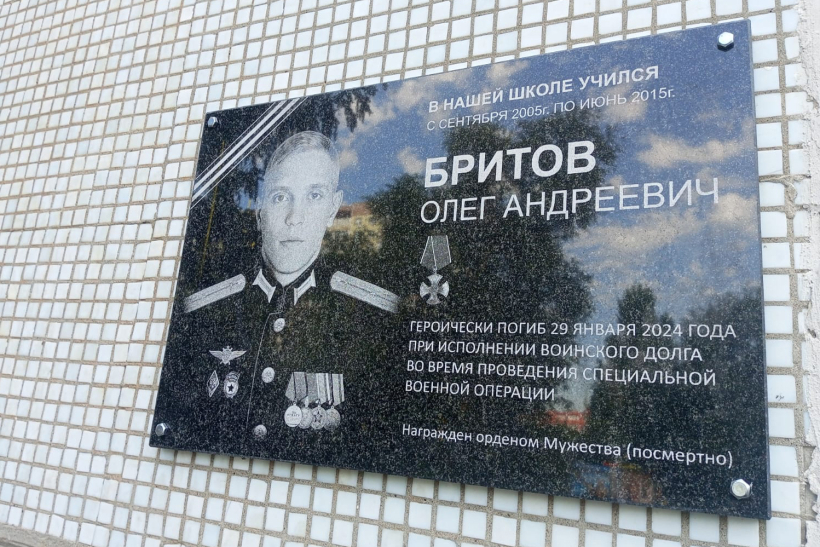 В НАШЕЙ ШКОЛЕ УЧИЛСЯ
С СЕНТЯБРЯ 2005г. ПО ИЮНЬ 2015г.
БРИТОВ
ОЛЕГ АНДРЕЕВИЧ
ГЕРОИЧЕСКИ ПОГИБ 29 ЯНВАРЯ 2024 ГОДА
ПРИ ИСПОЛНЕНИИ ВОИНСКОГО ДОЛГА
ВО ВРЕМЯ ПРОВЕДЕНИЯ СПЕЦИАЛЬНОЙ
ВОЕННОЙ ОПЕРАЦИИ
Награжден орденом Мужества (посмертно)